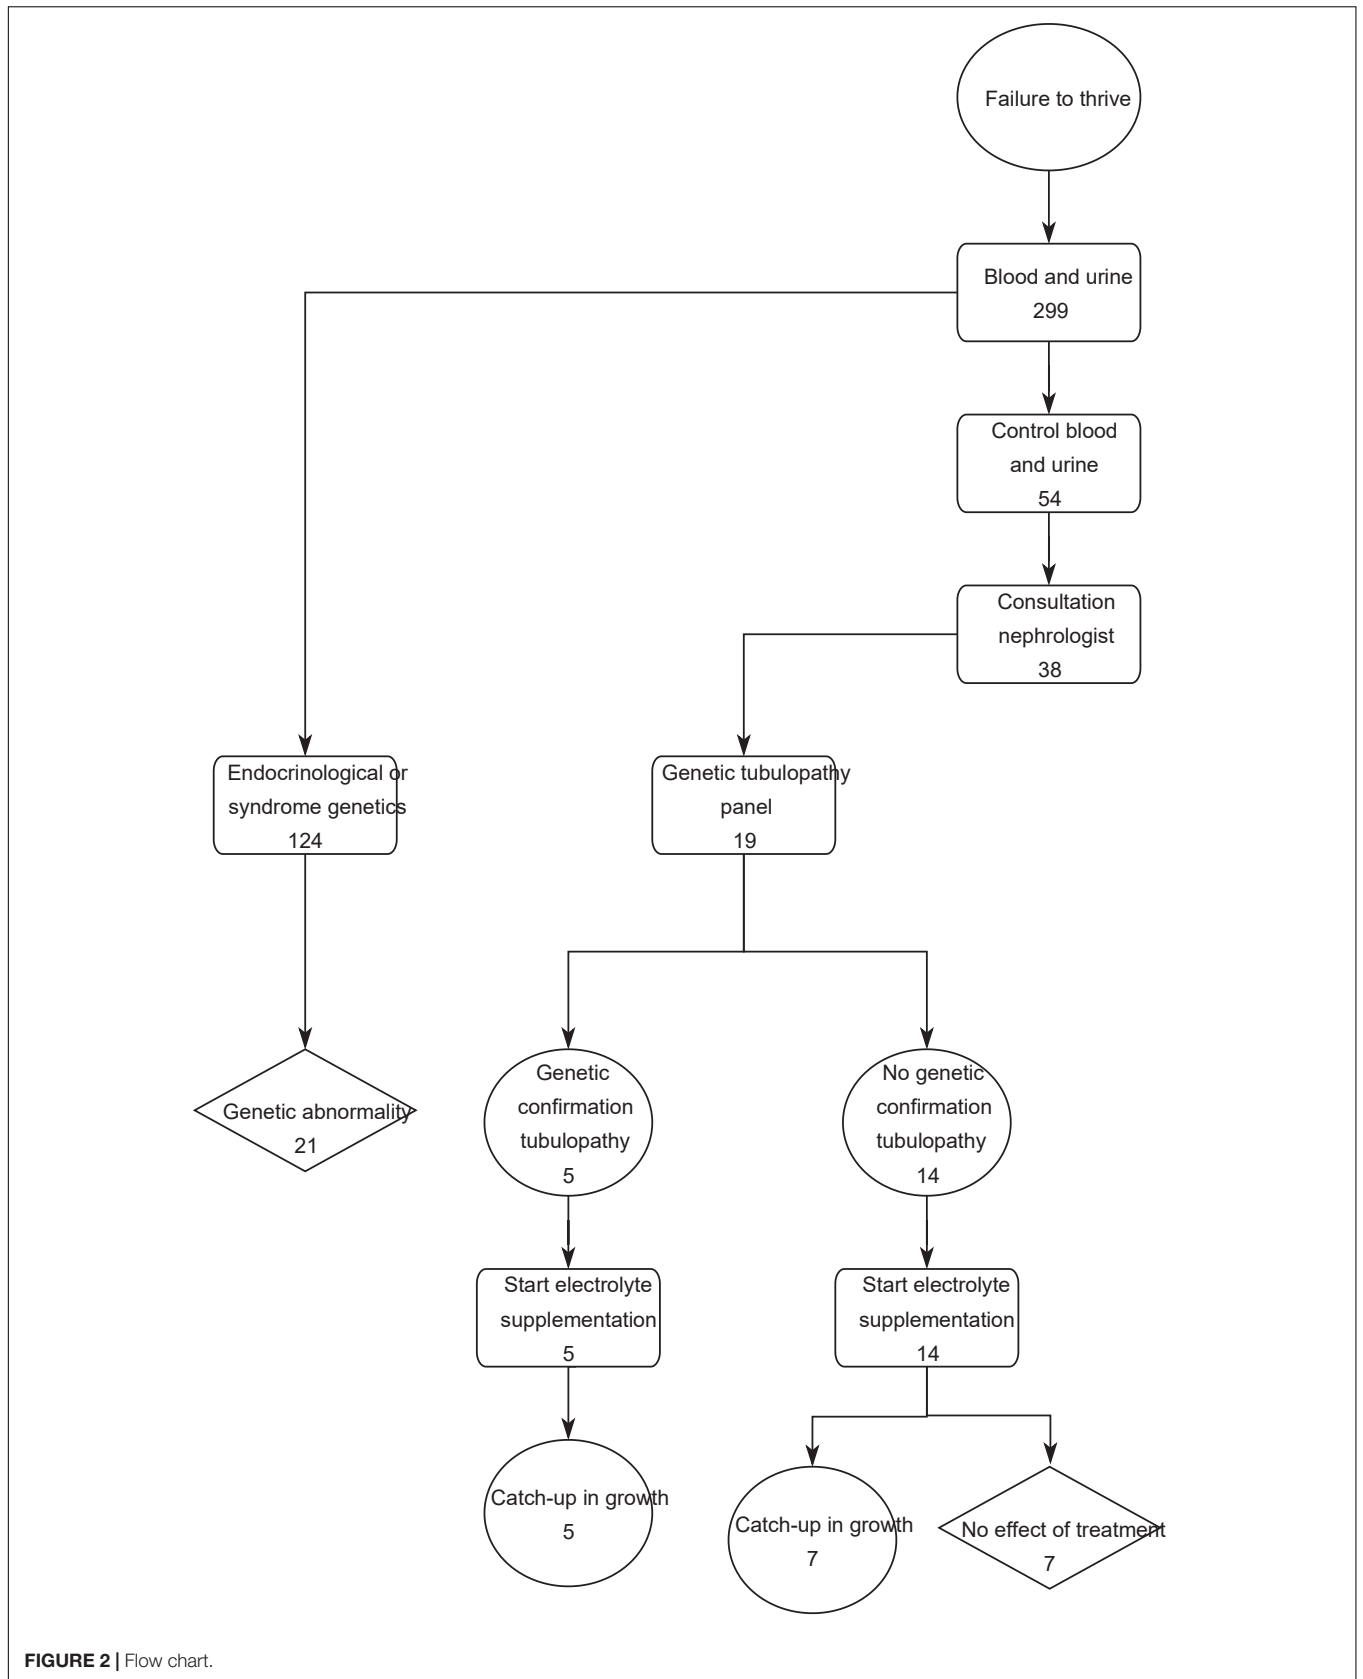 Failure to thrive
Blood and urine
299
Control blood
and urine
54
Consultation
nephrologist
38
Endocrinological or
syndrome genetics
124
Genetic tubulopathy
panel
19
Genetic abnormality
21
Genetic
confirmation
tubulopathy
5
No genetic
confirmation
tubulopathy
14
Start electrolyte
supplementation
5
Start electrolyte
supplementation
14
Catch-up in growth
5
Catch-up in growth
7
No effect of treatment
7
FIGURE 2 | Flow chart.